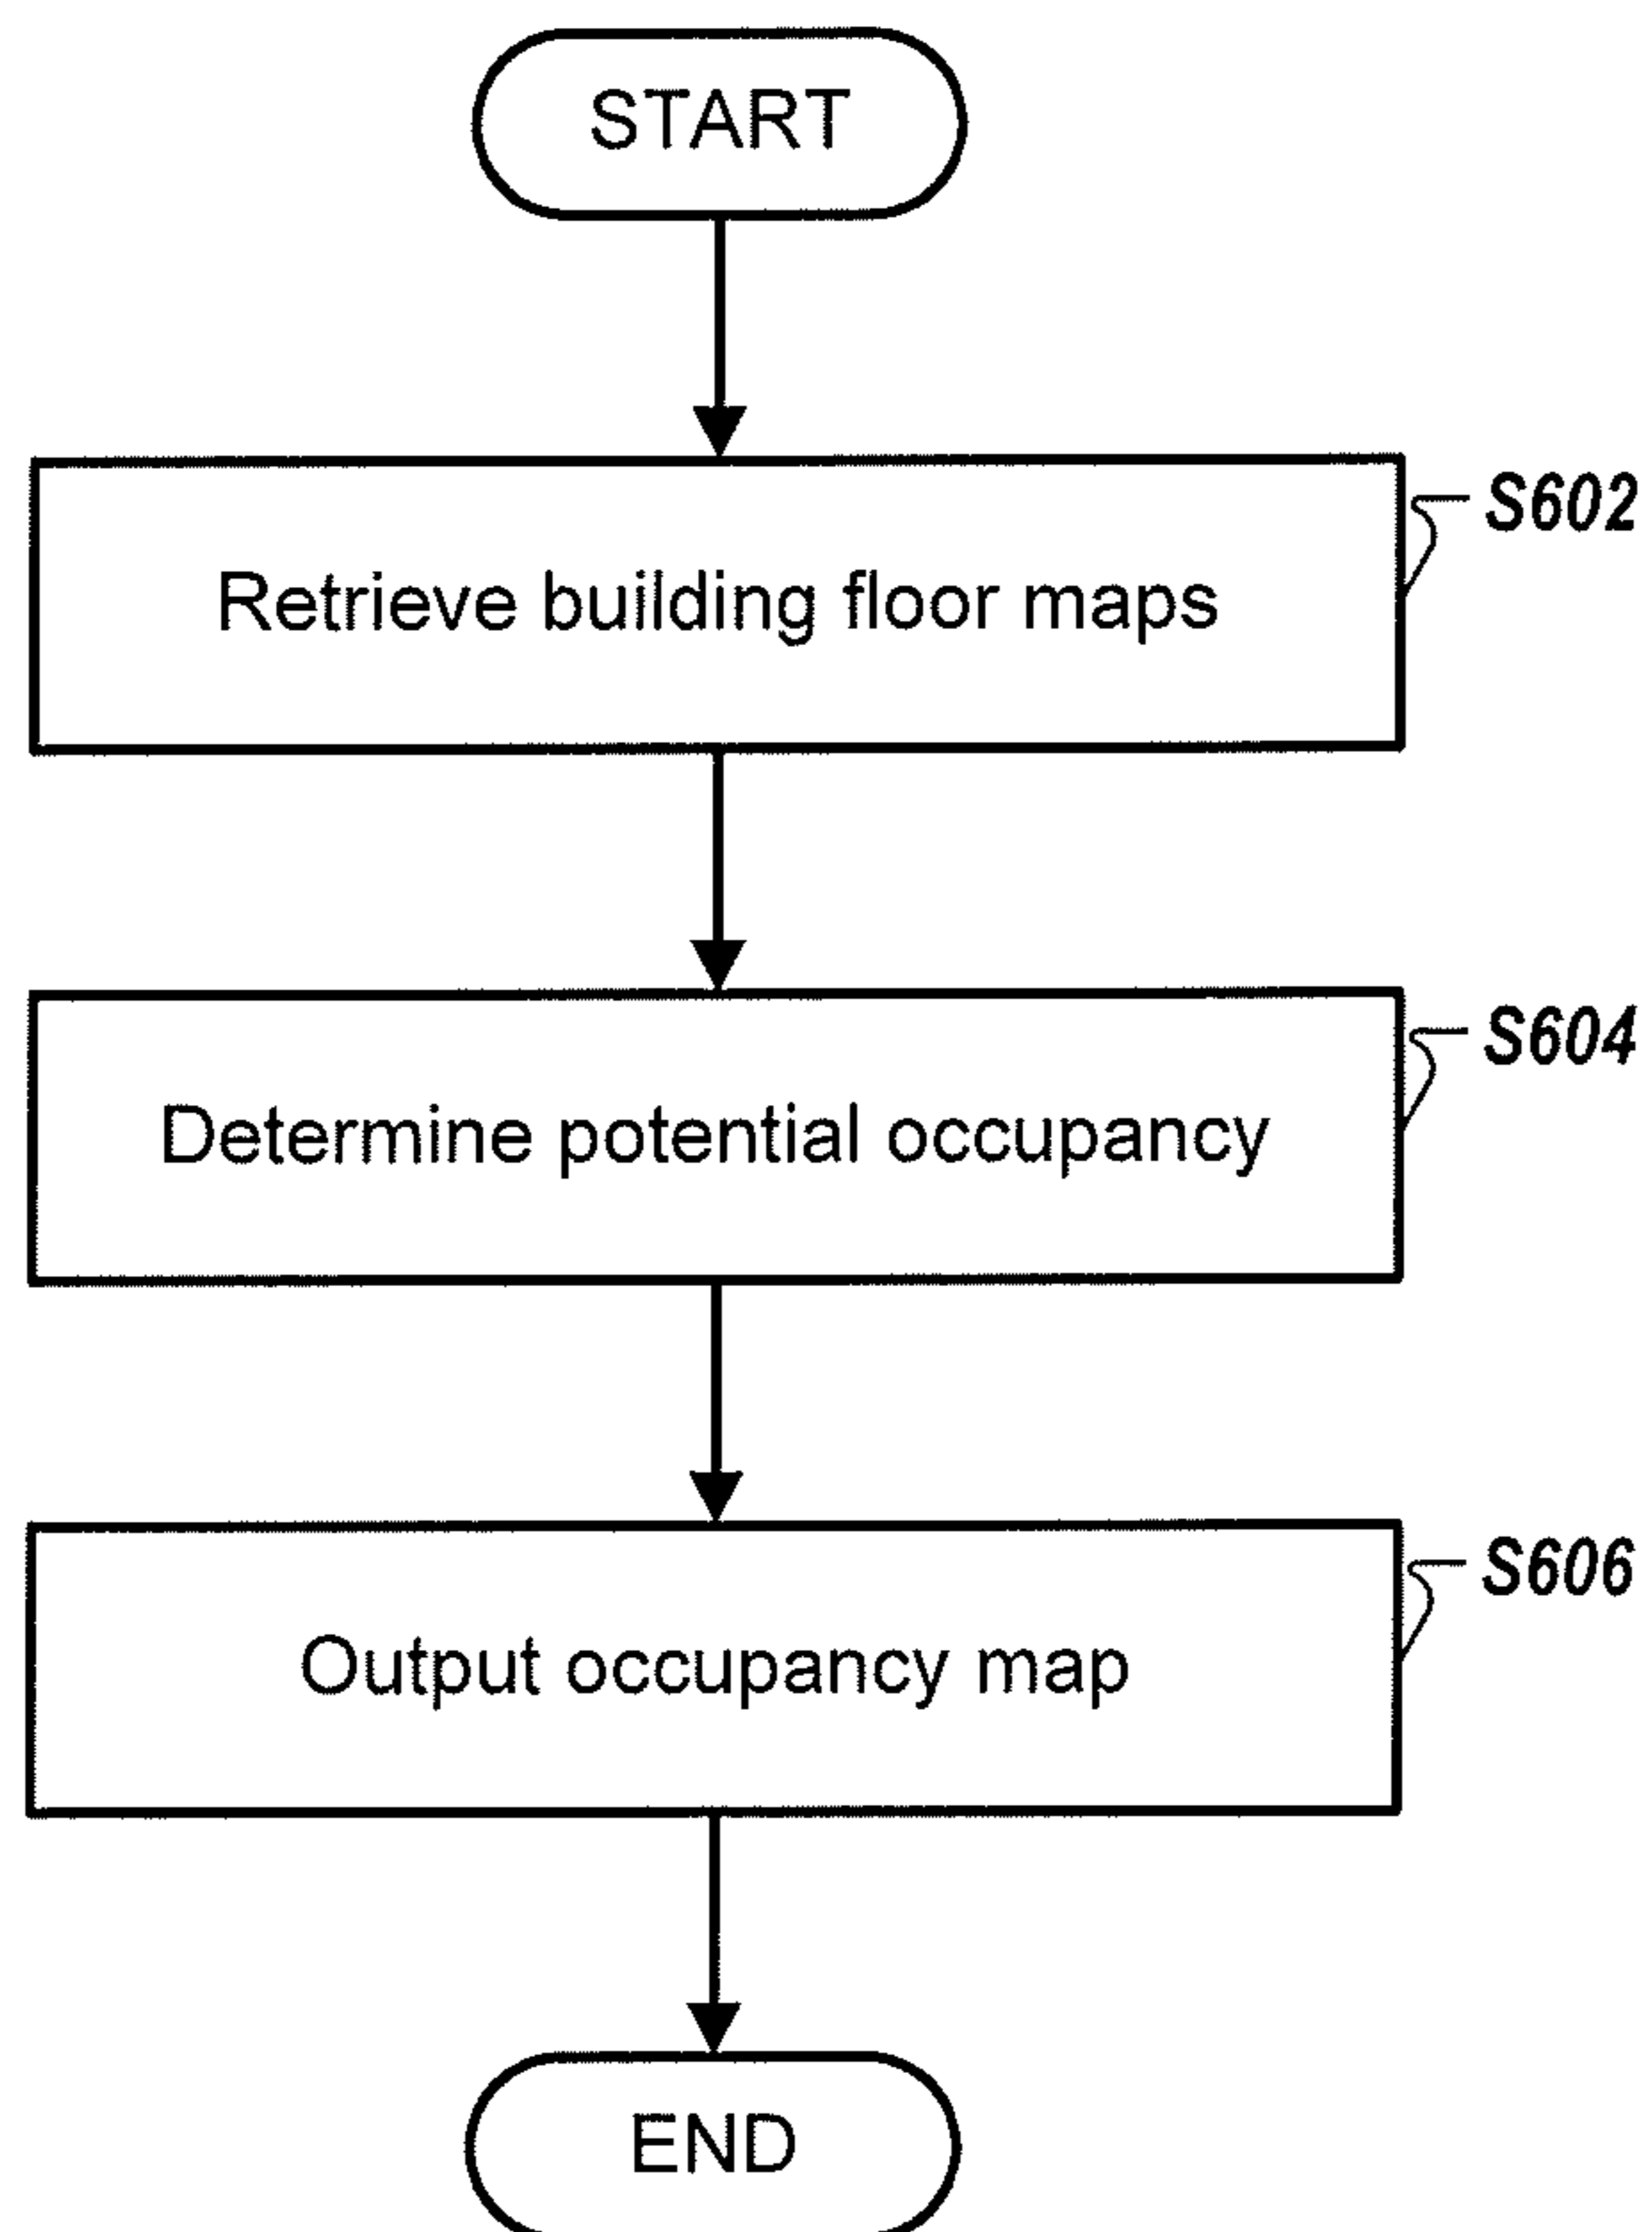 START
S602
Retrieve building floor maps
S604
Determine potential occupancy
S606
Output occupancy map
END